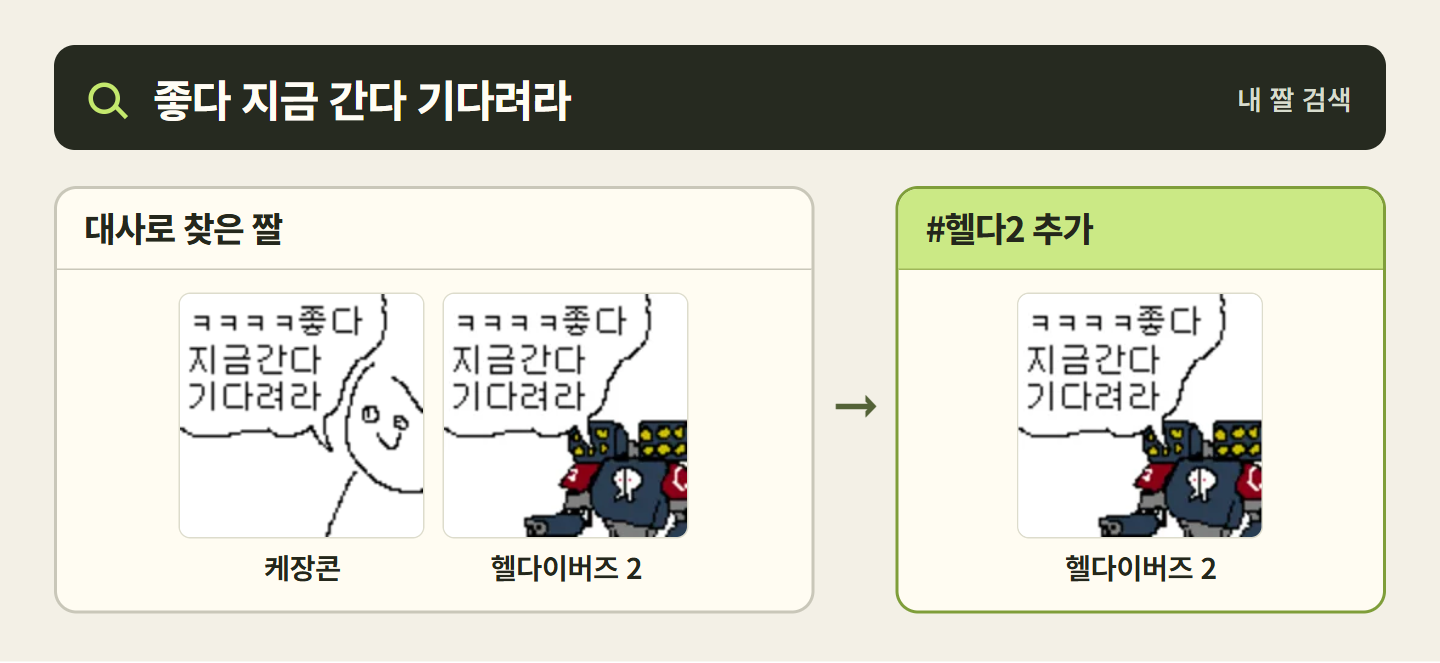 좋다 지금 간다 기다려라
내 짤 검색
대사로 찾은 짤
ㅋㅋㅋㅋ좋다
지금간다
기다려라
케장콘
ㅋㅋㅋㅋ좋다
지금간다
기다려라
헬다이버즈 2
→
#헬다2 추가
ㅋㅋㅋㅋ좋다
지금간다
기다려라
헬다이버즈 2